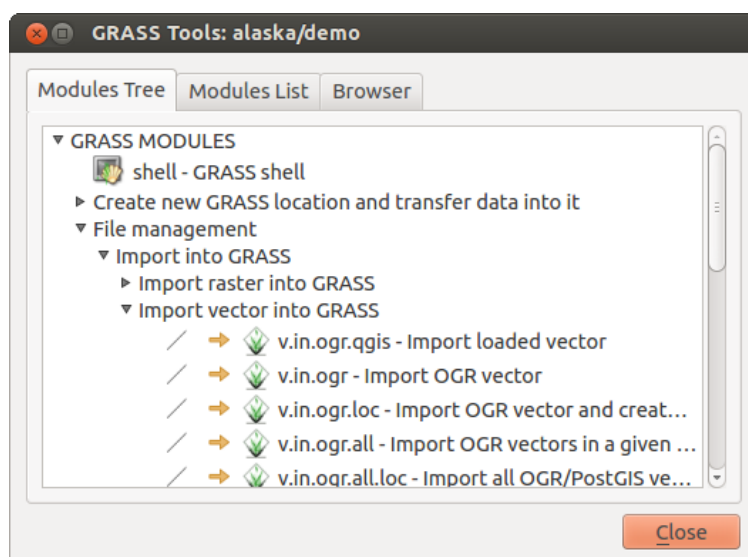 GRASS Tools: alaska/demo
Modules Tree Modules List Browser
GRASS MODULES
shell - GRASS shell
Create new GRASS location and transfer data into it
File management
Import into GRASS
Import raster into GRASS
Import vector into GRASS
v.in.ogr.qgis - Import loaded vector
v.in.ogr - Import OGR vector
v.in.ogr.loc - Import OGR vector and creat...
v.in.ogr.all - Import OGR vectors in a given ...
v.in.ogr.all.loc - Import all OGR/PostGIS ve...
Close